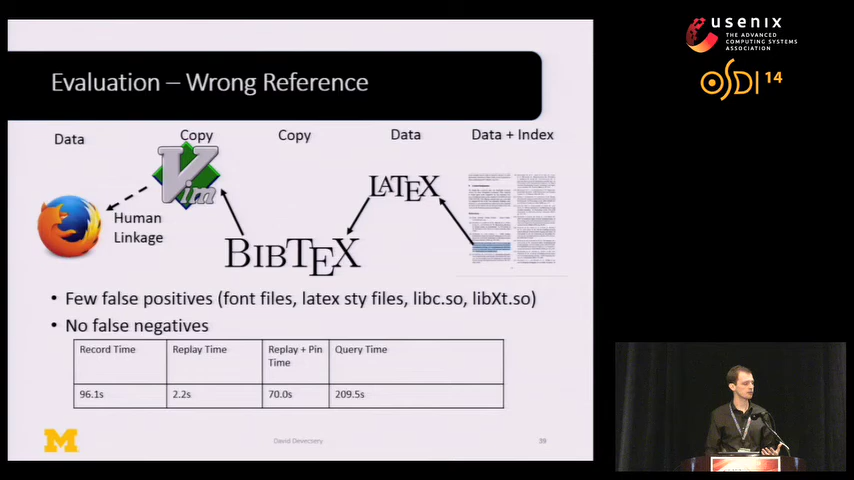 usenix
THE ADVANCED
COMPUTING SYSTEMS
ASSOCIATION
OSDI 14
Evaluation – Wrong Reference
Data
Copy
Copy
Data
Data + Index
Vim
LATEX
Human
Linkage
BIBTEX
• Few false positives (font files, latex sty files, libc.so, libXt.so)
• No false negatives
Record Time
Replay Time
Replay + Pin
Time
Query Time
96.1s
2.2s
70.0s
209.5s
M
David Devecsery
39